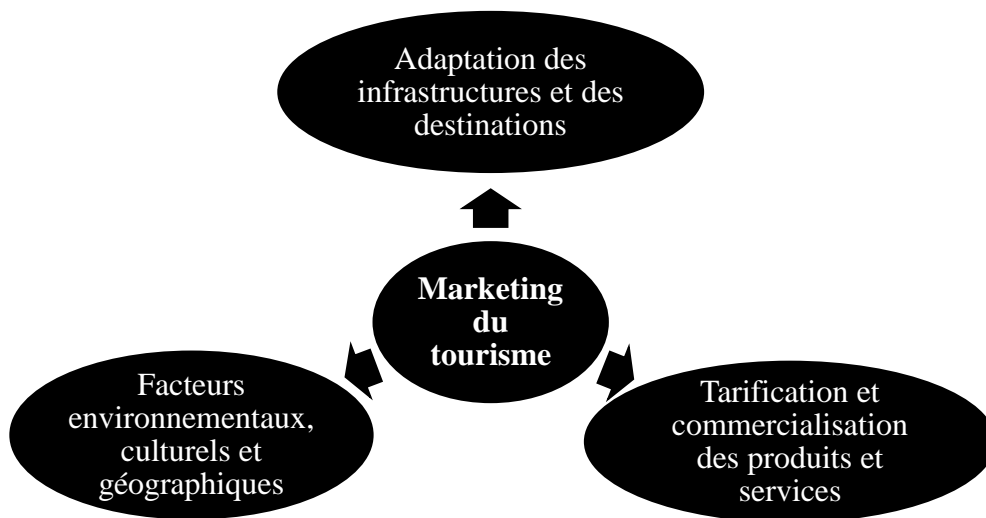 Adaptation des
infrastructures et des
destinations
Marketing
du
tourisme
Facteurs
environnementaux,
culturels et
géographiques
Tarification et
commercialisation
des produits et
services